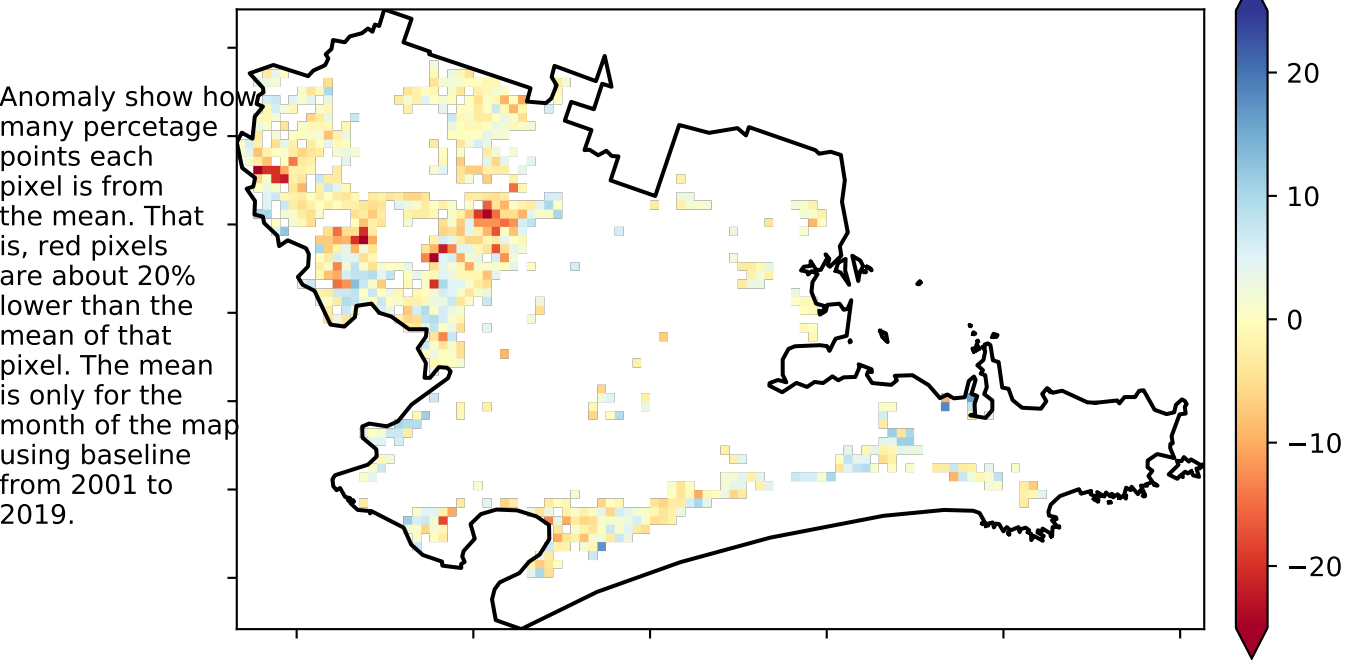 Anomaly show how
many percetage
points each
pixel is from
the mean. That
is, red pixels
are about 20%
lower than the
mean of that
pixel. The mean
is only for the
month of the map
using baseline
from 2001 to
2019.
20
10
0
−10
−20